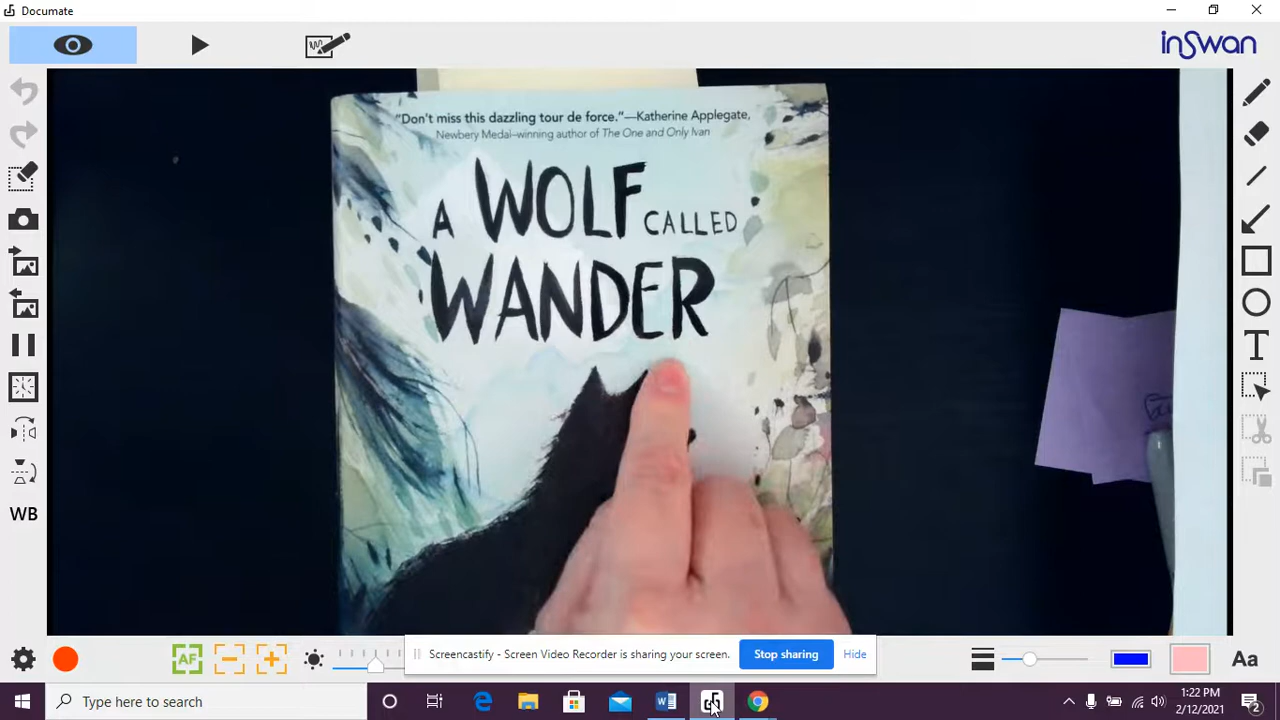 Documate
inSwan
"Don't miss this dazzling tour de force."—Katherine Applegate,
Newbery Medal–winning author of The One and Only Ivan
A WOLF CALLED
WANDER
T
WB
AF
Screencastify - Screen Video Recorder is sharing your screen.
Stop sharing
Hide
Aa
Type here to search
1:22 PM
2/12/2021
2